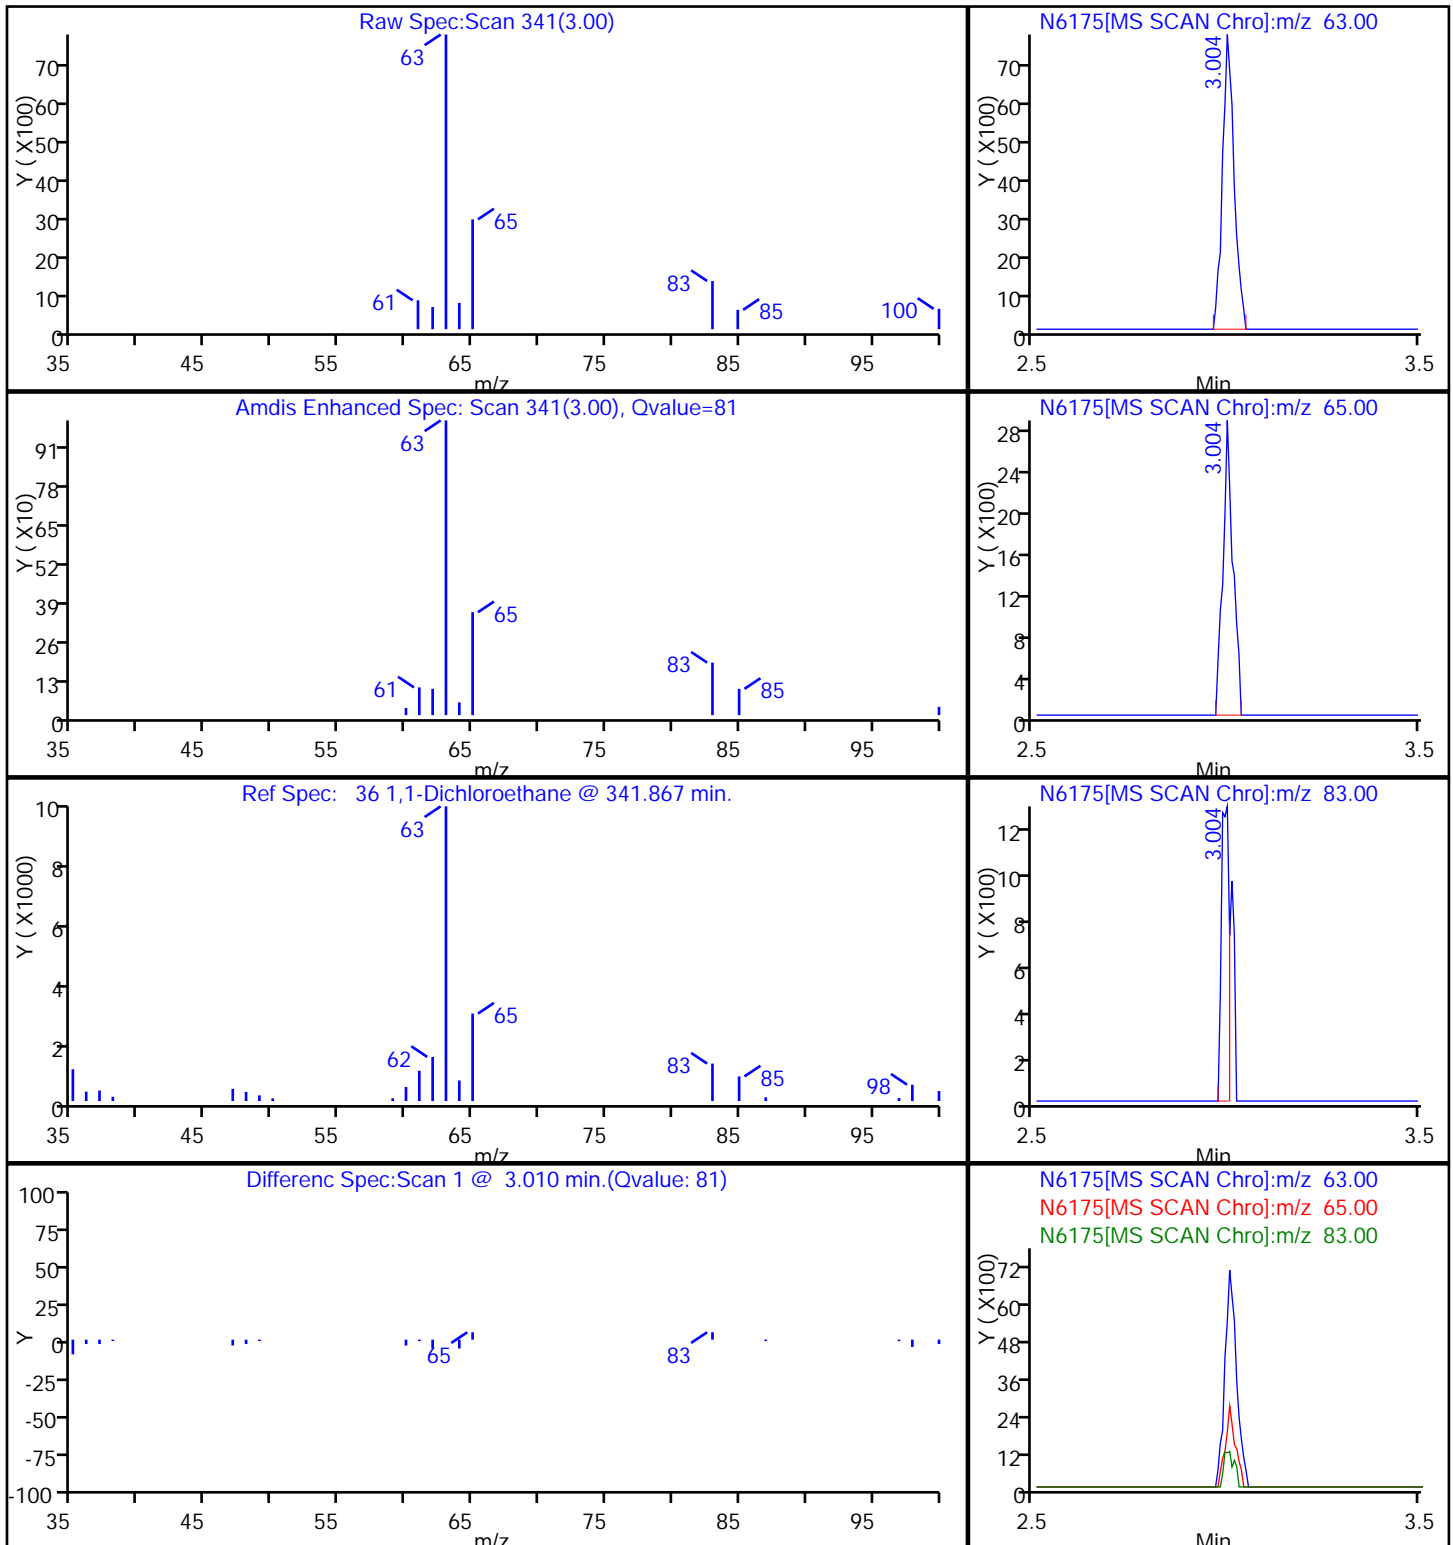 Raw Spec:Scan 341(3.00)
Y ( X100)
70
60
50
40
30
20
10
0
63
61
65
83
85
100
35 45 55 65 75 85 95
m/z
N6175[MS SCAN Chro]:m/z 63.00
Y ( X100)
70
60
50
40
30
20
10
0
3.004
2.5 3.5
Min
Amdis Enhanced Spec: Scan 341(3.00), Qvalue=81
Y ( X10)
91
78
65
52
39
26
13
0
63
61
65
83
85
35 45 55 65 75 85 95
m/z
N6175[MS SCAN Chro]:m/z 65.00
Y ( X100)
28
24
20
16
12
8
4
0
3.004
2.5 3.5
Min
Ref Spec: 36 1,1-Dichloroethane @ 341.867 min.
Y ( X1000)
10
8
6
4
2
0
63
62
65
83
85
98
35 45 55 65 75 85 95
m/z
N6175[MS SCAN Chro]:m/z 83.00
Y ( X100)
12
10
8
6
4
2
0
3.004
2.5 3.5
Min
Differenc Spec:Scan 1 @ 3.010 min.(Qvalue: 81)
Y
100
75
50
25
0
-25
-50
-75
-100
65
83
35 45 55 65 75 85 95
m/z
N6175[MS SCAN Chro]:m/z 63.00
N6175[MS SCAN Chro]:m/z 65.00
N6175[MS SCAN Chro]:m/z 83.00
Y ( X100)
72
60
48
36
24
12
0
2.5 3.5
Min